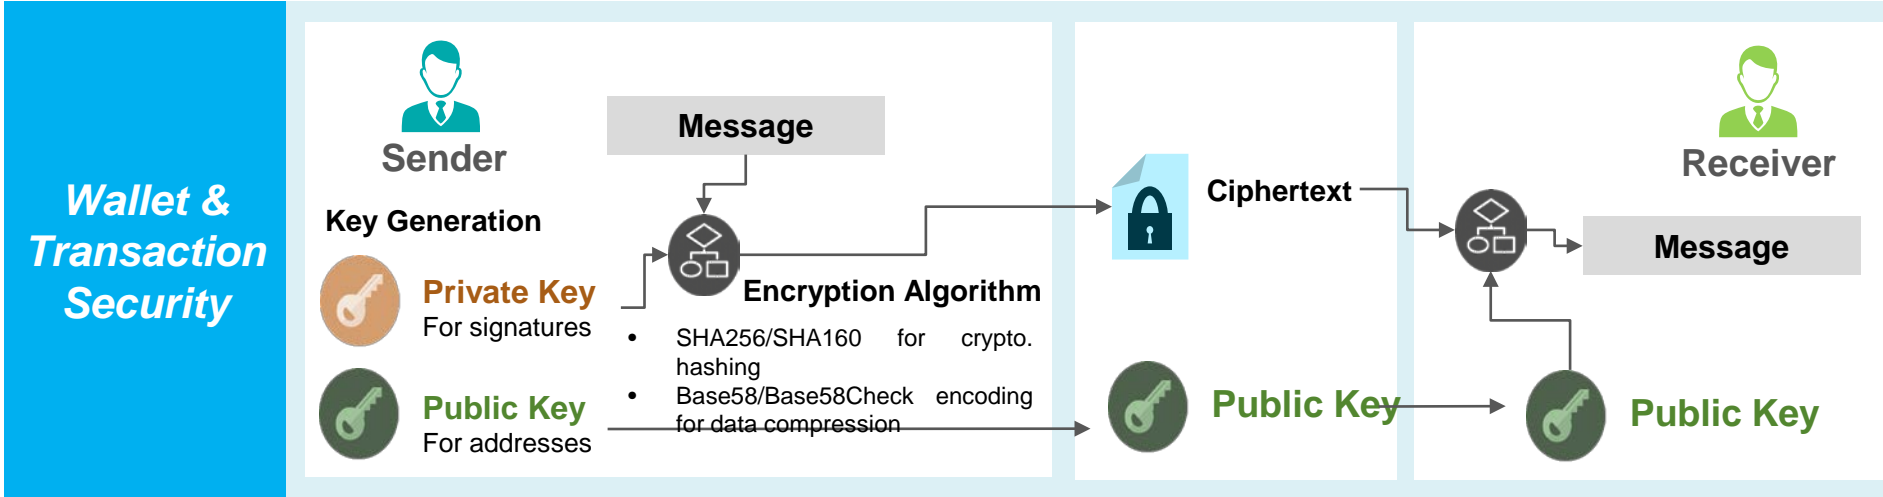 Wallet &
Transaction
Security
Sender
Key Generation
Private Key
For signatures
Public Key
For addresses
Message
Encryption Algorithm
• SHA256/SHA160 for crypto.
hashing
• Base58/Base58Check encoding
for data compression
Ciphertext
Public Key
Receiver
Message
Public Key